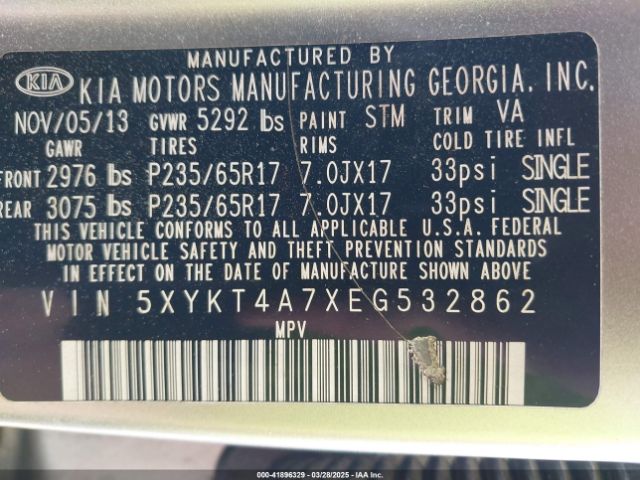 MANUFACTURED BY
KIA KIA MOTORS MANUFACTURING GEORGIA, INC.
NOV/05/13 GVWR 5292 lbs PAINT STM TRIM VA
GAWR TIRES RIMS COLD TIRE INFL
FRONT 2976 lbs P235/65R17 7.0JX17 33psi SINGLE
REAR 3075 lbs P235/65R17 7.0JX17 33psi SINGLE
THIS VEHICLE CONFORMS TO ALL APPLICABLE U.S.A. FEDERAL
MOTOR VEHICLE SAFETY AND THEFT PREVENTION STANDARDS
IN EFFECT ON THE DATE OF MANUFACTURE SHOWN ABOVE
VIN 5XYKT4A7XEG532862
MPV
000-41896329 | 03/28/2025 - IAA Inc.